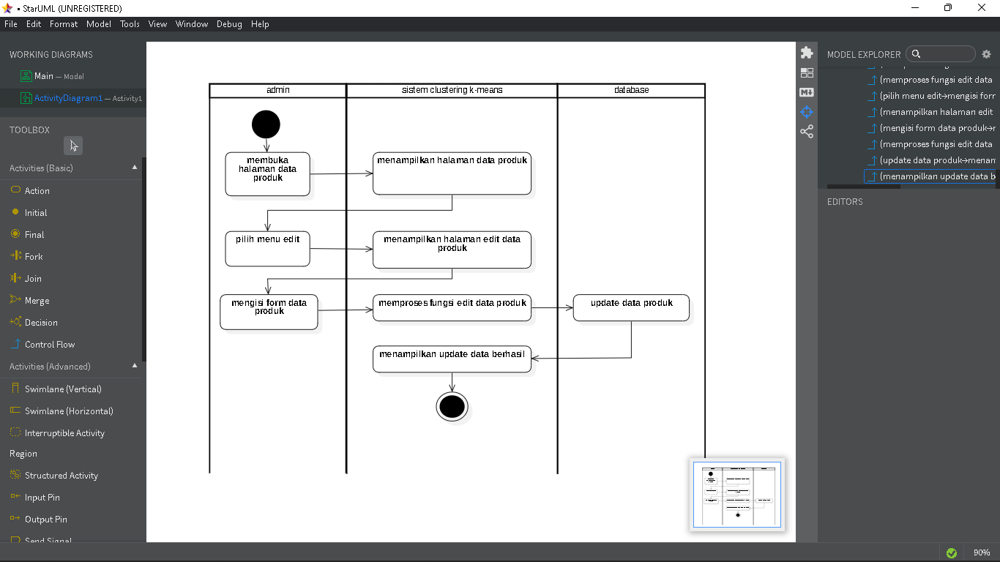 • StarUML (UNREGISTERED)
File Edit Format Model Tools View Window Debug Help
WORKING DIAGRAMS
Main — Model
ActivityDiagram1 — Activity1
TOOLBOX
Activities (Basic)
Action
Initial
Final
Fork
Join
Merge
Decision
Control Flow
Activities (Advanced)
Swimlane (Vertical)
Swimlane (Horizontal)
Interruptible Activity
Region
Structured Activity
Input Pin
Output Pin
Send Signal
admin
sistem clustering k-means
database
membuka
halaman data
produk
menampilkan halaman data produk
pilih menu edit
menampilkan halaman edit data
produk
mengisi form data
produk
memproses fungsi edit data produk
update data produk
menampilkan update data berhasil
MODEL EXPLORER
(memproses fungsi edit data
(pilih menu edit→mengisi forr
(menampilkan halaman edit
(mengisi form data produk→r
(memproses fungsi edit data
(update data produk→menan
(menampilkan update data b
EDITORS
90%